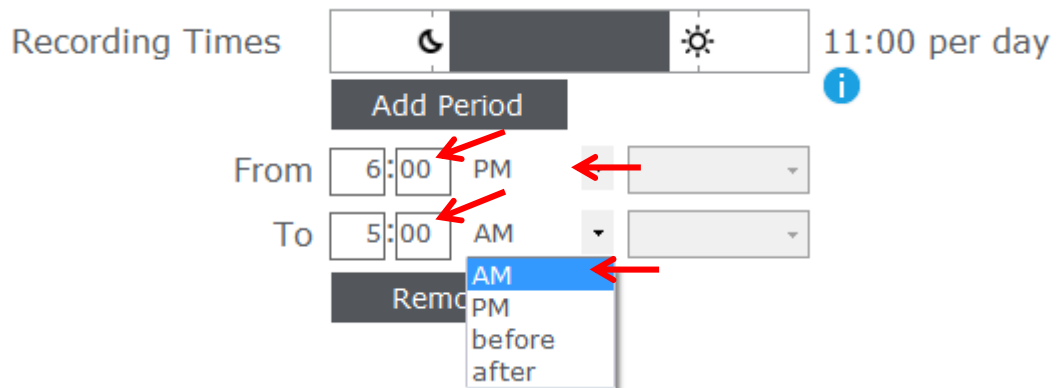 Recording Times 11:00 per day
i
Add Period
From 6:00 PM
To 5:00 AM
AM
PM
before
after